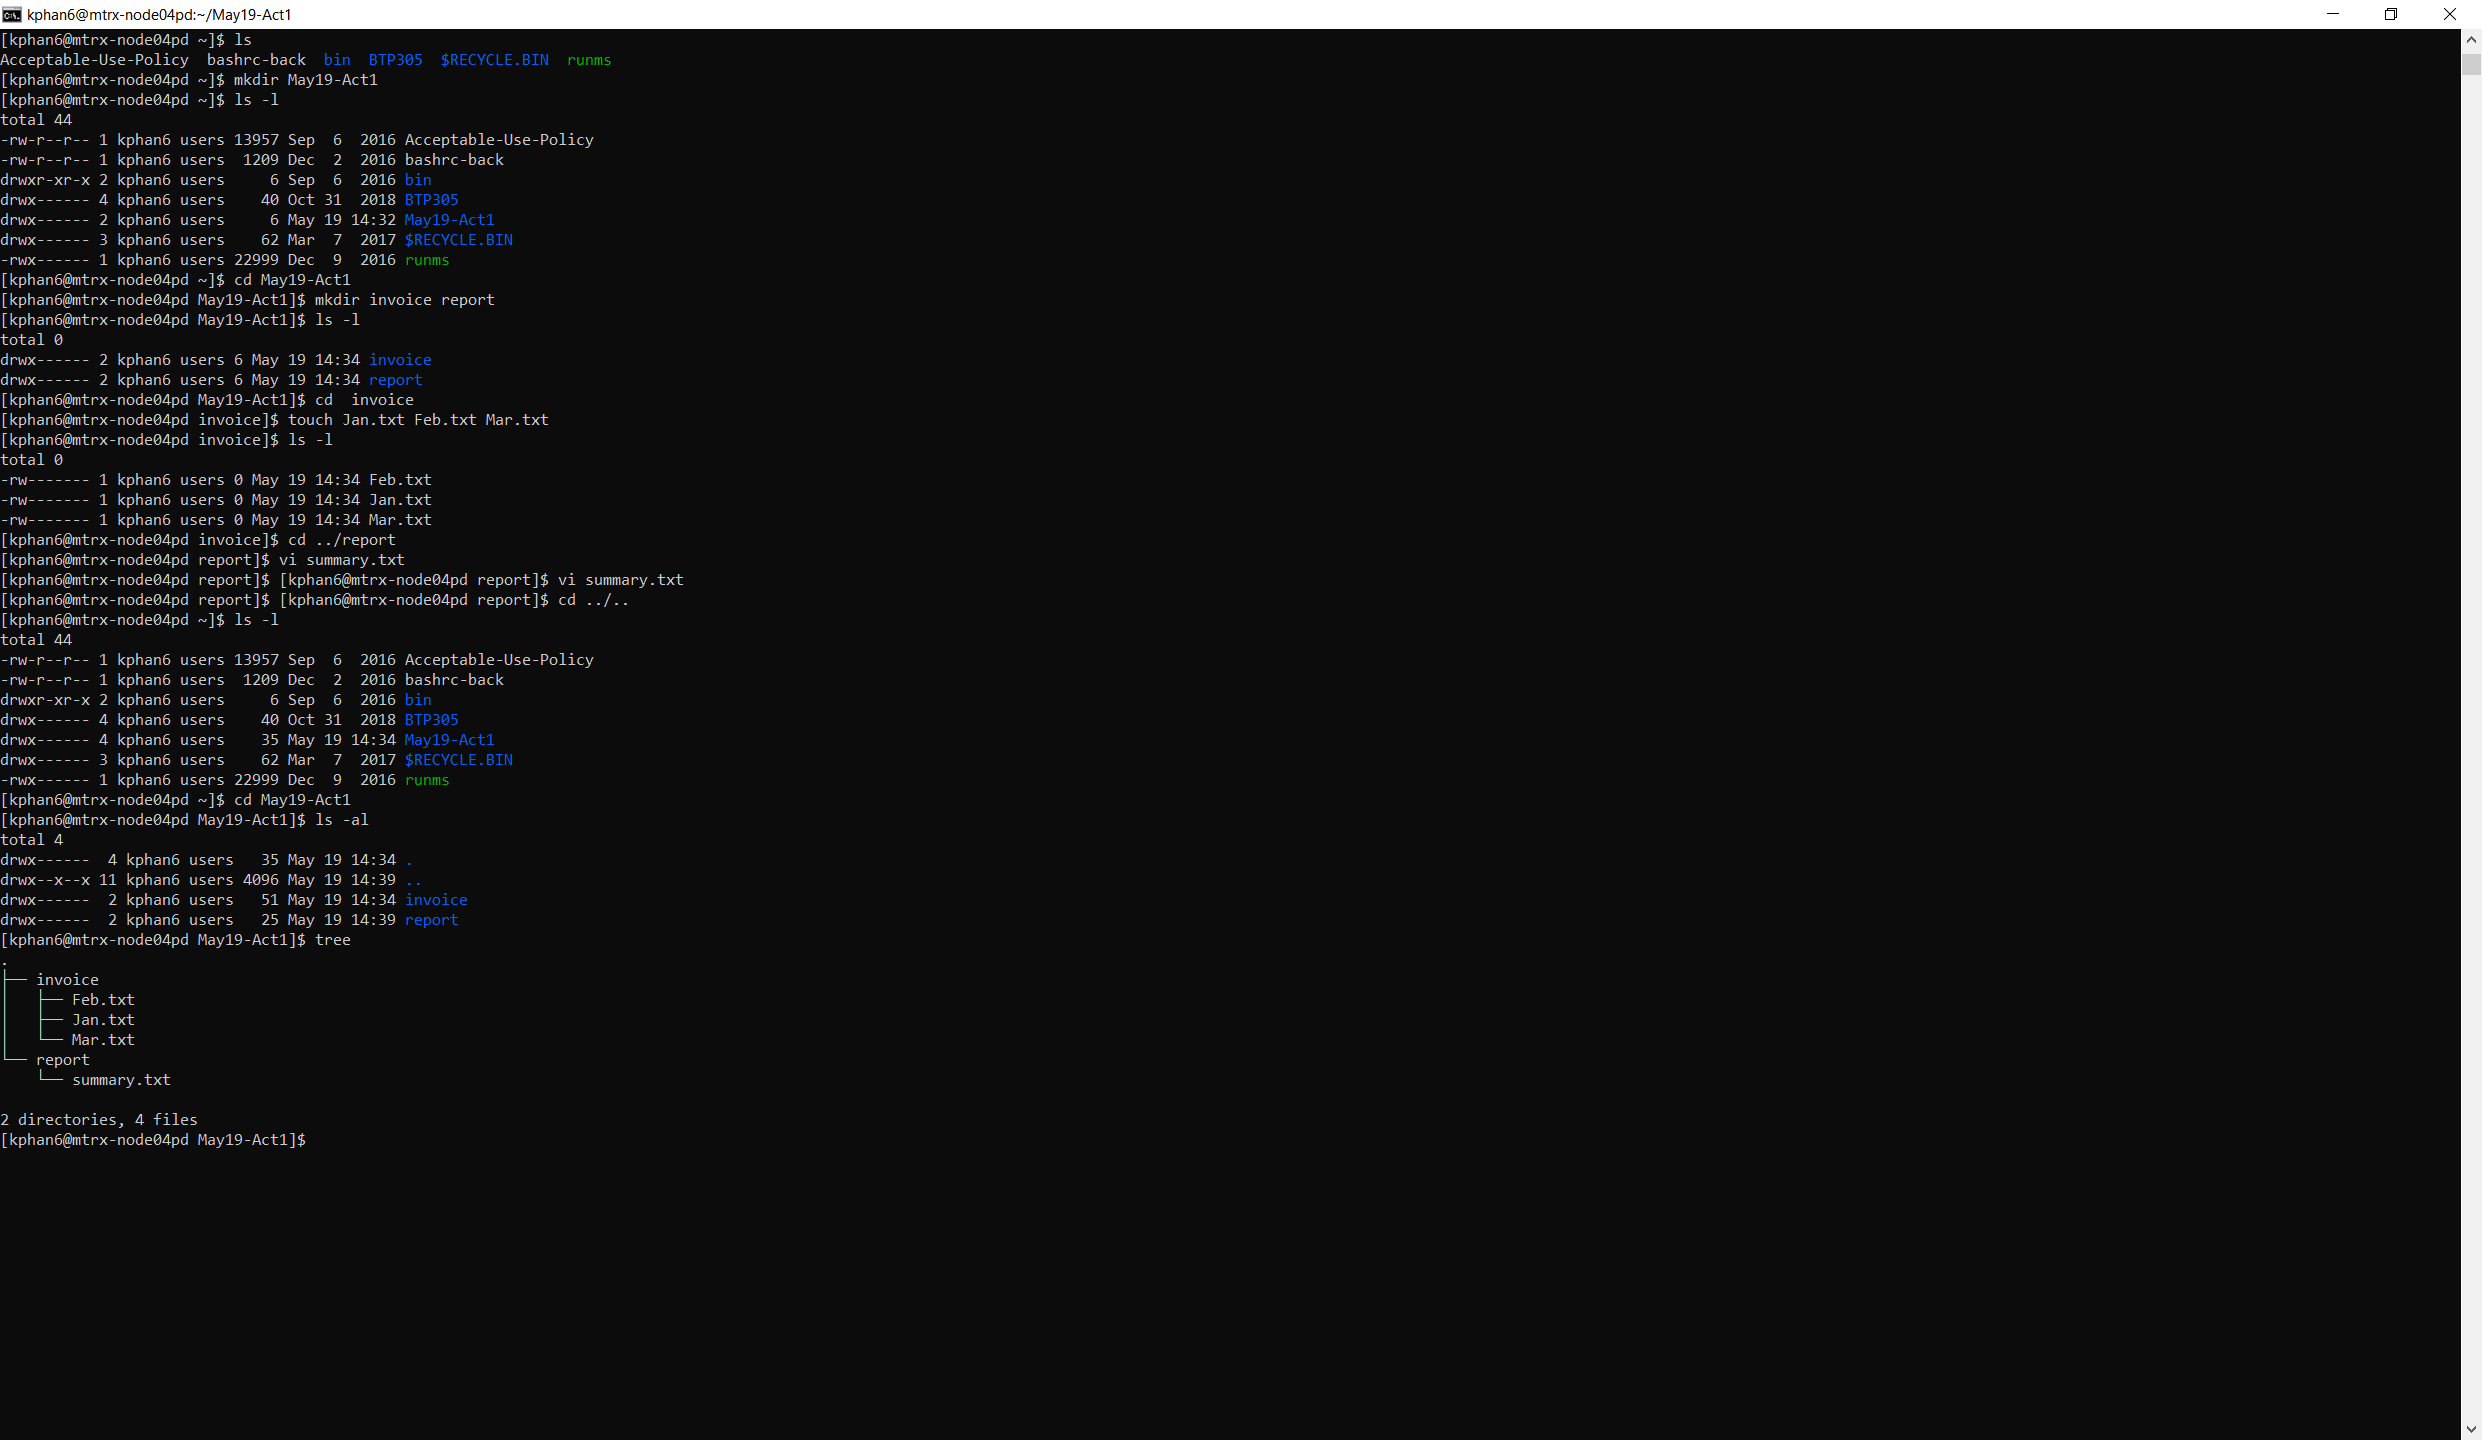 kphan6@mtrx-node04pd:~/May19-Act1
[kphan6@mtrx-node04pd ~]$ ls
Acceptable-Use-Policy  bashrc-back  bin  BTP305  $RECYCLE.BIN  runms
[kphan6@mtrx-node04pd ~]$ mkdir May19-Act1
[kphan6@mtrx-node04pd ~]$ ls -l
total 44
-rw-r--r-- 1 kphan6 users 13957 Sep  6  2016 Acceptable-Use-Policy
-rw-r--r-- 1 kphan6 users  1209 Dec  2  2016 bashrc-back
drwxr-xr-x 2 kphan6 users     6 Sep  6  2016 bin
drwx------ 4 kphan6 users    40 Oct 31  2018 BTP305
drwx------ 2 kphan6 users     6 May 19 14:32 May19-Act1
drwx------ 3 kphan6 users    62 Mar  7  2017 $RECYCLE.BIN
-rwx------ 1 kphan6 users 22999 Dec  9  2016 runms
[kphan6@mtrx-node04pd ~]$ cd May19-Act1
[kphan6@mtrx-node04pd May19-Act1]$ mkdir invoice report
[kphan6@mtrx-node04pd May19-Act1]$ ls -l
total 0
drwx------ 2 kphan6 users 6 May 19 14:34 invoice
drwx------ 2 kphan6 users 6 May 19 14:34 report
[kphan6@mtrx-node04pd May19-Act1]$ cd  invoice
[kphan6@mtrx-node04pd invoice]$ touch Jan.txt Feb.txt Mar.txt
[kphan6@mtrx-node04pd invoice]$ ls -l
total 0
-rw------- 1 kphan6 users 0 May 19 14:34 Feb.txt
-rw------- 1 kphan6 users 0 May 19 14:34 Jan.txt
-rw------- 1 kphan6 users 0 May 19 14:34 Mar.txt
[kphan6@mtrx-node04pd invoice]$ cd ../report
[kphan6@mtrx-node04pd report]$ vi summary.txt
[kphan6@mtrx-node04pd report]$ [kphan6@mtrx-node04pd report]$ vi summary.txt
[kphan6@mtrx-node04pd report]$ [kphan6@mtrx-node04pd report]$ cd ../..
[kphan6@mtrx-node04pd ~]$ ls -l
total 44
-rw-r--r-- 1 kphan6 users 13957 Sep  6  2016 Acceptable-Use-Policy
-rw-r--r-- 1 kphan6 users  1209 Dec  2  2016 bashrc-back
drwxr-xr-x 2 kphan6 users     6 Sep  6  2016 bin
drwx------ 4 kphan6 users    40 Oct 31  2018 BTP305
drwx------ 4 kphan6 users    35 May 19 14:34 May19-Act1
drwx------ 3 kphan6 users    62 Mar  7  2017 $RECYCLE.BIN
-rwx------ 1 kphan6 users 22999 Dec  9  2016 runms
[kphan6@mtrx-node04pd ~]$ cd May19-Act1
[kphan6@mtrx-node04pd May19-Act1]$ ls -al
total 4
drwx------  4 kphan6 users   35 May 19 14:34 .
drwx--x--x 11 kphan6 users 4096 May 19 14:39 ..
drwx------  2 kphan6 users   51 May 19 14:34 invoice
drwx------  2 kphan6 users   25 May 19 14:39 report
[kphan6@mtrx-node04pd May19-Act1]$ tree
.
├── invoice
│   ├── Feb.txt
│   ├── Jan.txt
│   └── Mar.txt
└── report
    └── summary.txt

2 directories, 4 files
[kphan6@mtrx-node04pd May19-Act1]$